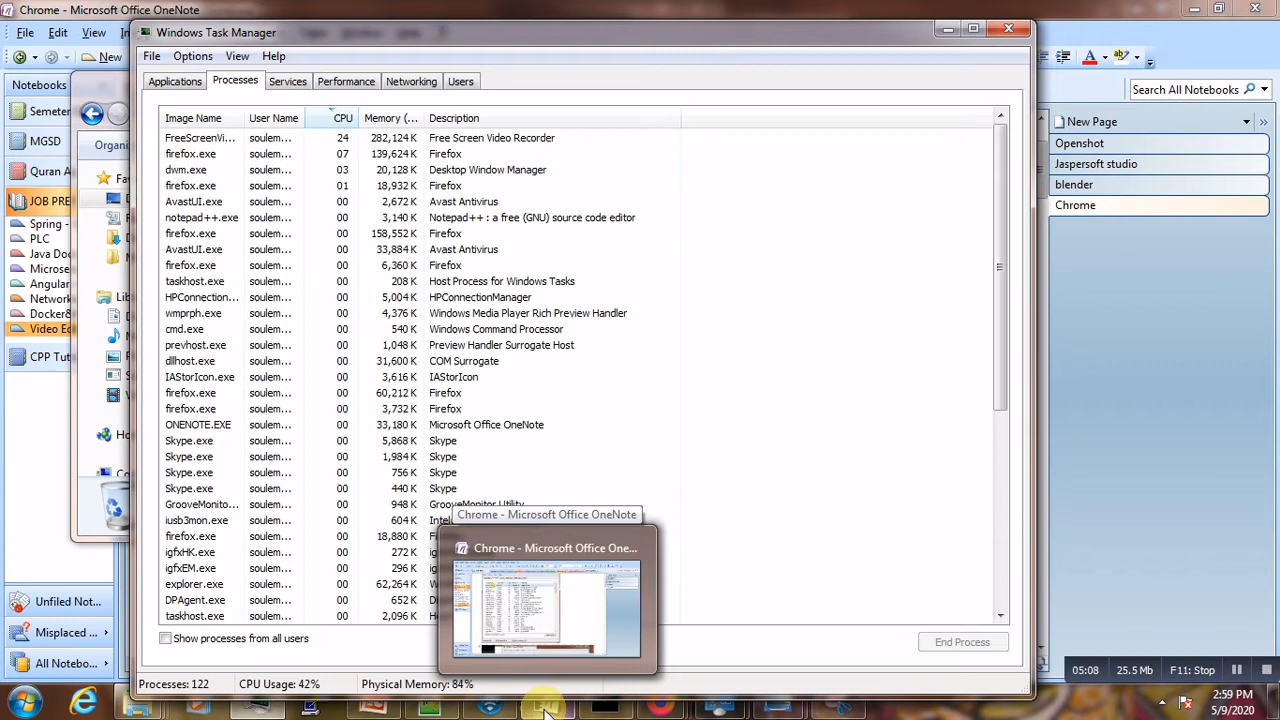 Chrome - Microsoft Office OneNote
File Edit View
New
Notebooks
Semeter
MGSD
Quran A
JOB PRE
Spring -
PLC
Java Do
Microse
Angular
Network
Docker&
Video Ed
CPP Tut
Unfiled Not...
Misplaced ...
All Notebo...
Organi
Windows Task Manager
File Options View Help
Applications Processes Services Performance Networking Users
Image Name User Name CPU Memory (... Description
FreeScreenVi... soulem... 24 282,124 K Free Screen Video Recorder
firefox.exe soulem... 07 139,624 K Firefox
dwm.exe soulem... 03 20,128 K Desktop Window Manager
firefox.exe soulem... 01 18,932 K Firefox
AvastUI.exe soulem... 00 2,672 K Avast Antivirus
notepad++.exe soulem... 00 3,140 K Notepad++ : a free (GNU) source code editor
firefox.exe soulem... 00 158,552 K Firefox
AvastUI.exe soulem... 00 33,884 K Avast Antivirus
firefox.exe soulem... 00 6,360 K Firefox
taskhost.exe soulem... 00 208 K Host Process for Windows Tasks
HPConnection... soulem... 00 5,004 K HPConnectionManager
wmprph.exe soulem... 00 4,376 K Windows Media Player Rich Preview Handler
cmd.exe soulem... 00 540 K Windows Command Processor
prevhost.exe soulem... 00 1,048 K Preview Handler Surrogate Host
dllhost.exe soulem... 00 31,600 K COM Surrogate
IAStorIcon.exe soulem... 00 3,616 K IAStorIcon
firefox.exe soulem... 00 60,212 K Firefox
firefox.exe soulem... 00 3,732 K Firefox
ONENOTE.EXE soulem... 00 33,180 K Microsoft Office OneNote
Skype.exe soulem... 00 5,868 K Skype
Skype.exe soulem... 00 1,984 K Skype
Skype.exe soulem... 00 756 K Skype
Skype.exe soulem... 00 440 K Skype
GrooveMonito... soulem... 00 948 K GrooveMonitor Utility
iusb3mon.exe soulem... 00 604 K Inte
firefox.exe soulem... 00 18,880 K
igfxHK.exe soulem... 00 272 K
igfxEM.exe soulem... 00 296 K
explorer.exe soulem... 00 62,264 K
DPAgent.exe soulem... 00 652 K
taskhost.exe soulem... 00 2,096 K
Show processes from all users
End Process
Processes: 122 CPU Usage: 42% Physical Memory: 84%
Chrome - Microsoft Office OneNote
Chrome - Microsoft Office One...
Search All Notebooks
New Page
Openshot
Jaspersoft studio
blender
Chrome
05:08 25.5 Mb F11: Stop
2:59 PM
5/9/2020